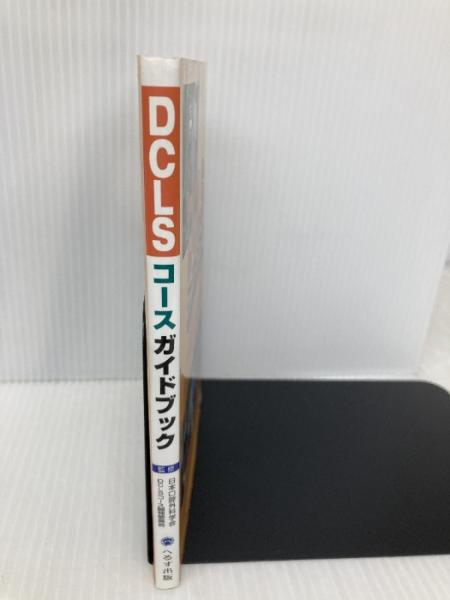 DCLS
コース
ガイドブック
監修
日本口腔外科学会
DCLSコース開発委員会
へるす出版